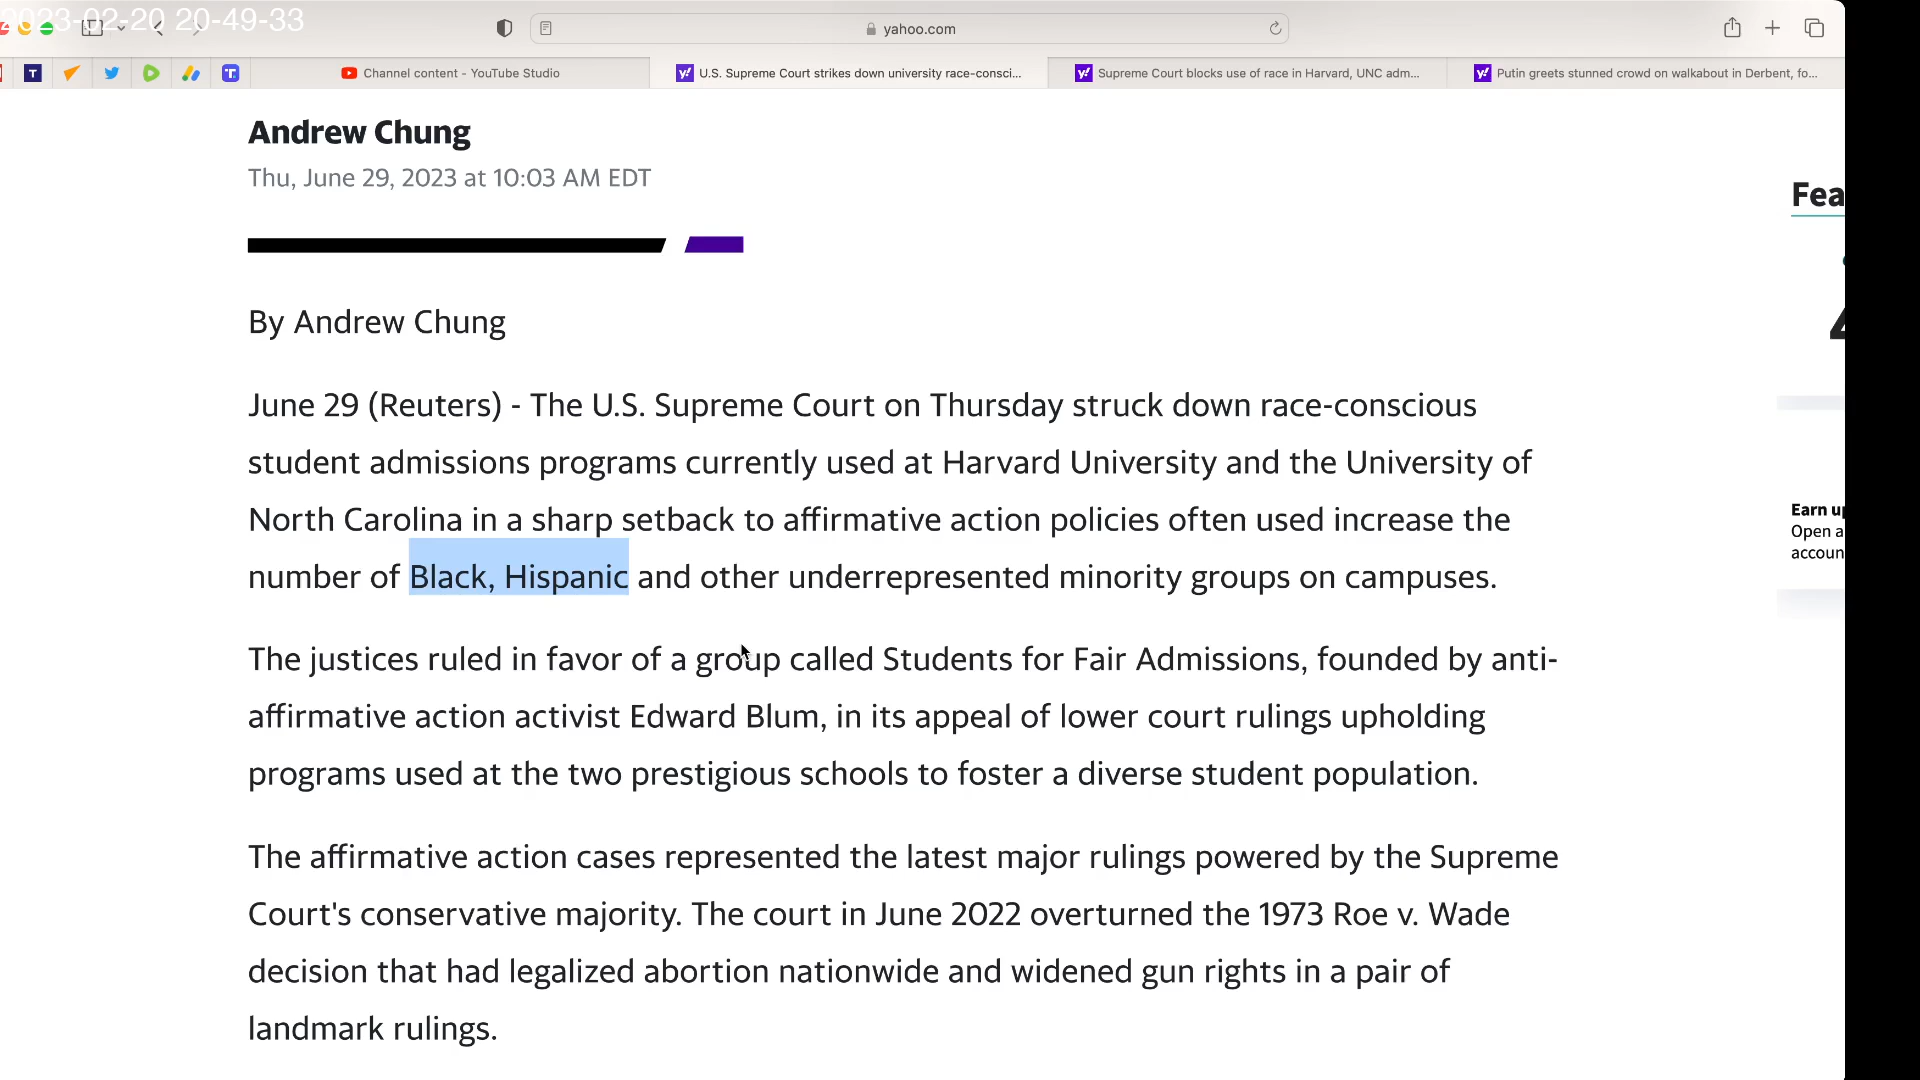 2023-02-20 20-49-33
yahoo.com
Channel content - YouTube Studio
U.S. Supreme Court strikes down university race-consci...
Supreme Court blocks use of race in Harvard, UNC adm...
Putin greets stunned crowd on walkabout in Derbent, fo...
Andrew Chung
Thu, June 29, 2023 at 10:03 AM EDT
Fea
By Andrew Chung
June 29 (Reuters) - The U.S. Supreme Court on Thursday struck down race-conscious
student admissions programs currently used at Harvard University and the University of
North Carolina in a sharp setback to affirmative action policies often used increase the
number of Black, Hispanic and other underrepresented minority groups on campuses.
Earn u
Open a
accoun
The justices ruled in favor of a group called Students for Fair Admissions, founded by anti-
affirmative action activist Edward Blum, in its appeal of lower court rulings upholding
programs used at the two prestigious schools to foster a diverse student population.
The affirmative action cases represented the latest major rulings powered by the Supreme
Court's conservative majority. The court in June 2022 overturned the 1973 Roe v. Wade
decision that had legalized abortion nationwide and widened gun rights in a pair of
landmark rulings.